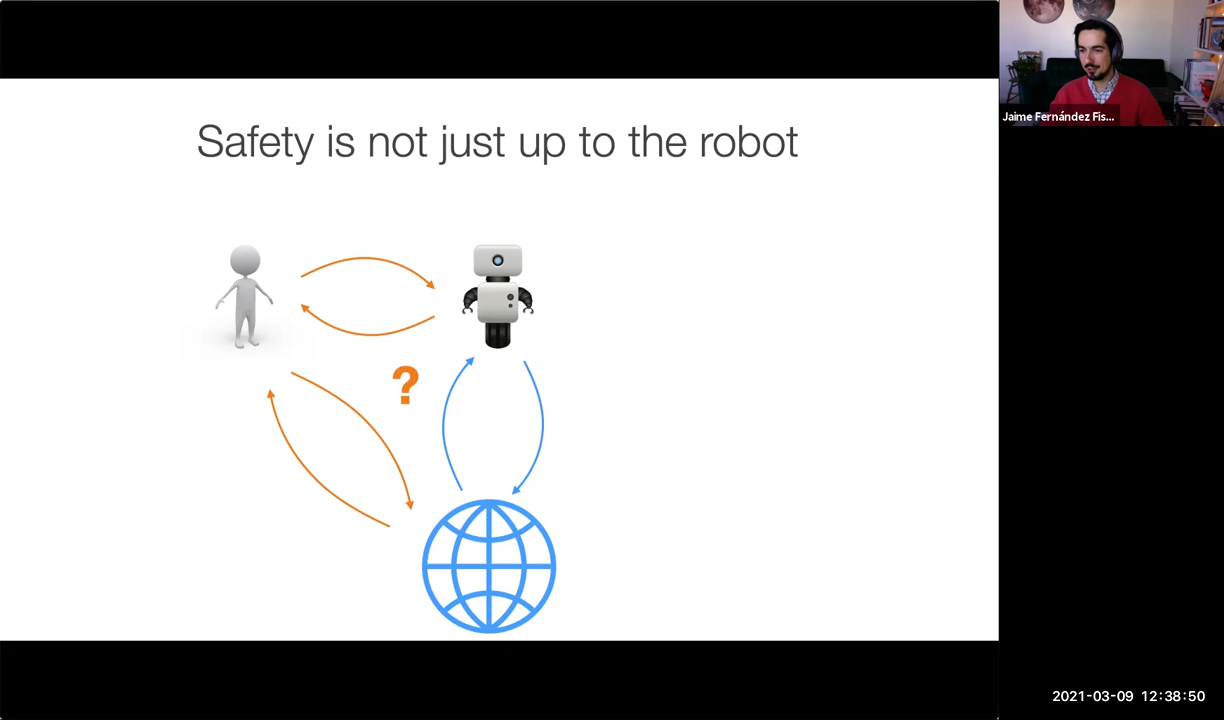 Safety is not just up to the robot
?
Jaime Fernández Fis...
2021-03-09 12:38:50